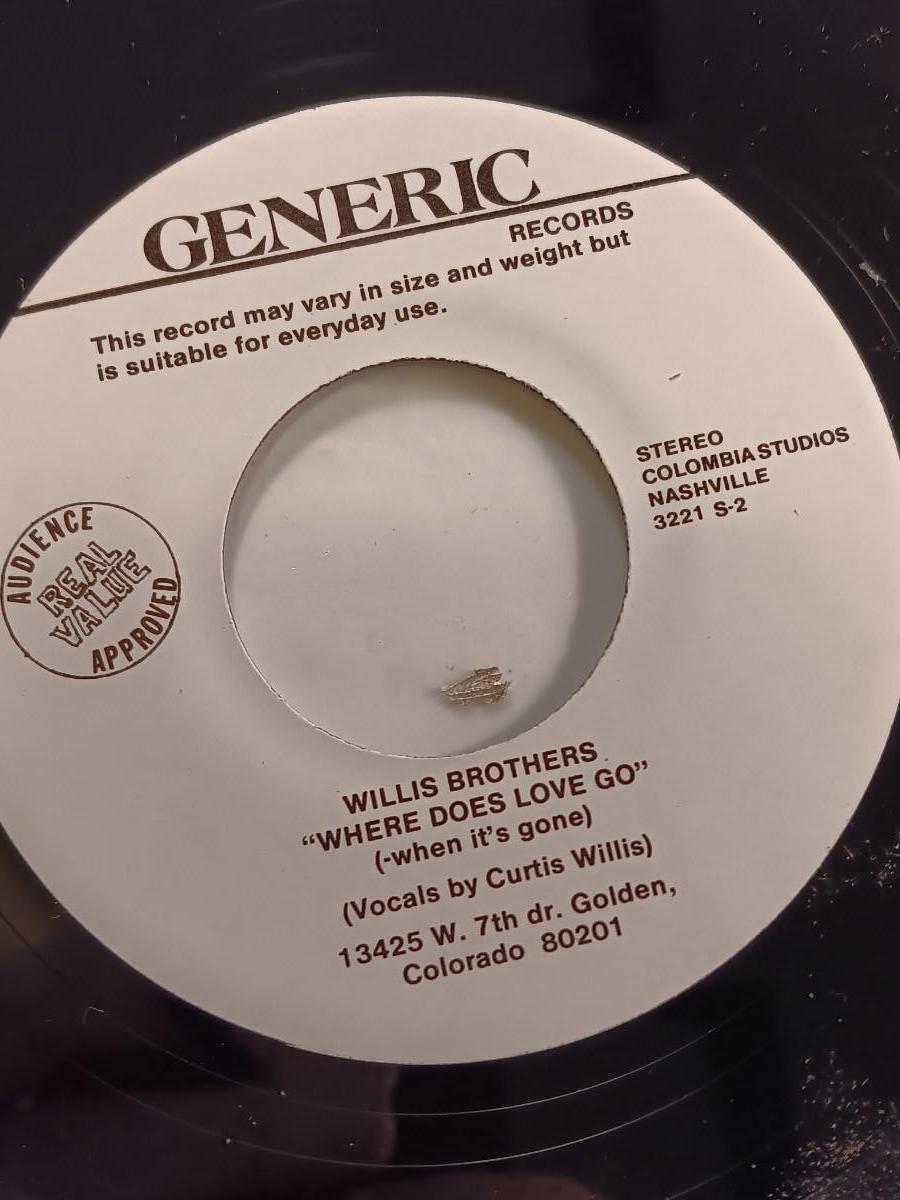 GENERIC
RECORDS
This record may vary in size and weight but
is suitable for everyday use.
STEREO
COLOMBIA STUDIOS
NASHVILLE
3221 S-2
AUDIENCE
REAL
VALUE
APPROVED
WILLIS BROTHERS
“WHERE DOES LOVE GO”
(-when it’s gone)
(Vocals by Curtis Willis)
13425 W. 7th dr. Golden,
Colorado 80201